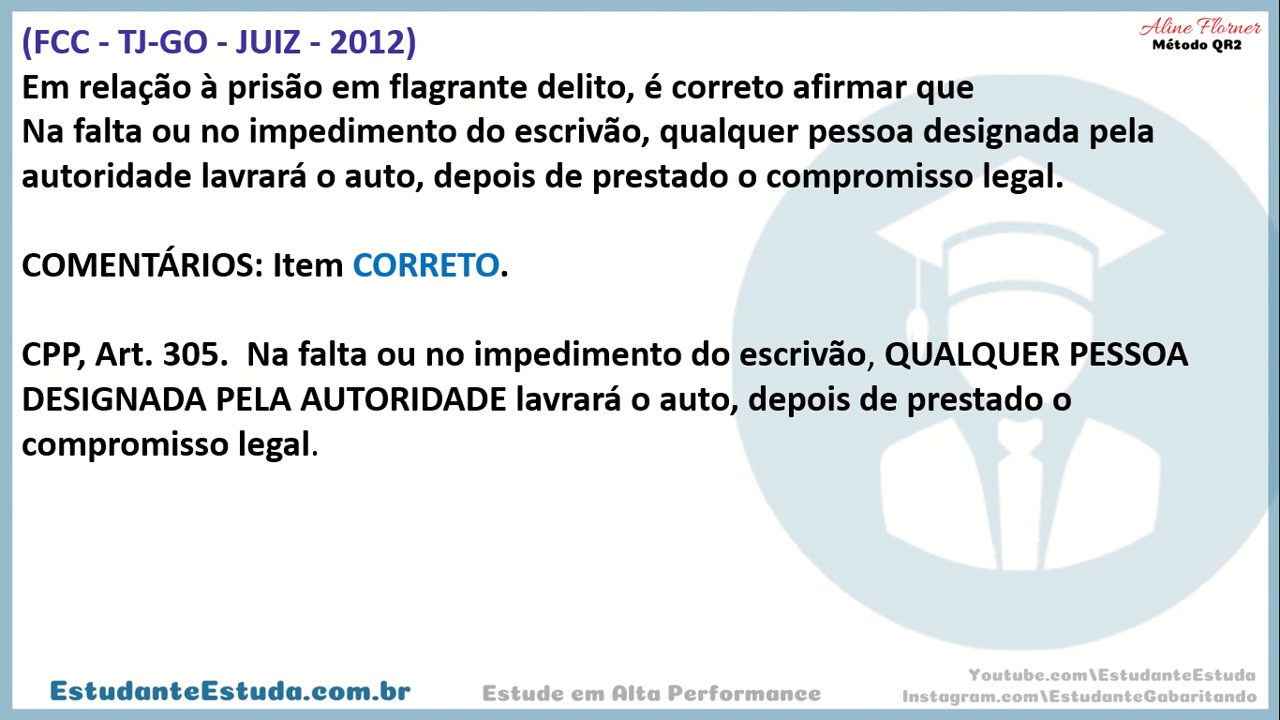 (FCC - TJ-GO - JUIZ - 2012)
Aline Florner
Método QR2
Em relação à prisão em flagrante delito, é correto afirmar que
Na falta ou no impedimento do escrivão, qualquer pessoa designada pela
autoridade lavrará o auto, depois de prestado o compromisso legal.
COMENTÁRIOS: Item CORRETO.
CPP, Art. 305. Na falta ou no impedimento do escrivão, QUALQUER PESSOA
DESIGNADA PELA AUTORIDADE lavrará o auto, depois de prestado o
compromisso legal.
EstudanteEstuda.com.br
Estude em Alta Performance
Youtube.com\EstudanteEstuda
Instagram.com\EstudanteGabaritando